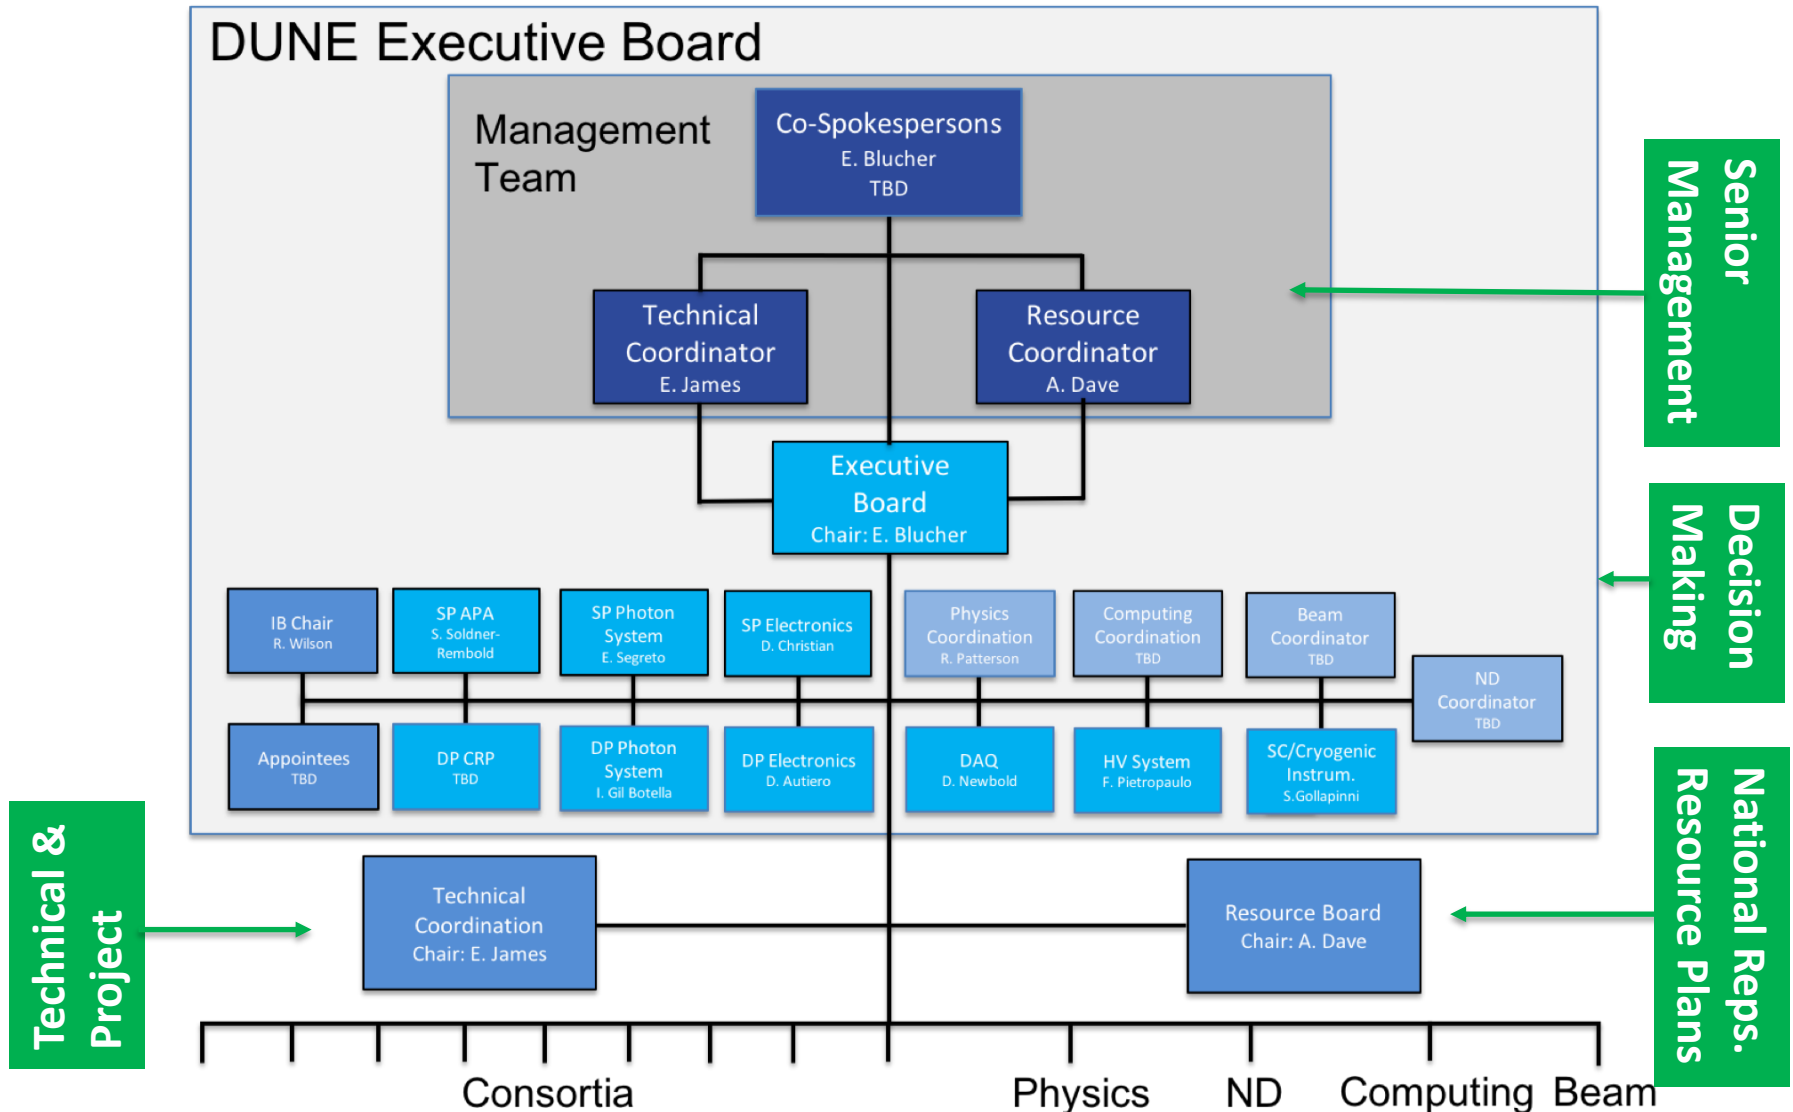 DUNE Executive Board
Management
Team
Co-Spokespersons
E. Blucher
TBD
Technical
Coordinator
E. James
Resource
Coordinator
A. Dave
Executive
Board
Chair: E. Blucher
IB Chair
R. Wilson
SP APA
S. Soldner-
Rembold
SP Photon
System
E. Segreto
SP Electronics
D. Christian
Physics
Coordination
R. Patterson
Computing
Coordination
TBD
Beam
Coordinator
TBD
ND
Coordinator
TBD
Appointees
TBD
DP CRP
TBD
DP Photon
System
I. Gil Botella
DP Electronics
D. Autiero
DAQ
D. Newbold
HV System
F. Pietropaulo
SC/Cryogenic
Instrum.
S.Gollapinni
Technical
Coordination
Chair: E. James
Resource Board
Chair: A. Dave
Consortia
Physics
ND
Computing
Beam
Senior
Management
Decision
Making
National Reps.
Resource Plans
Technical &
Project